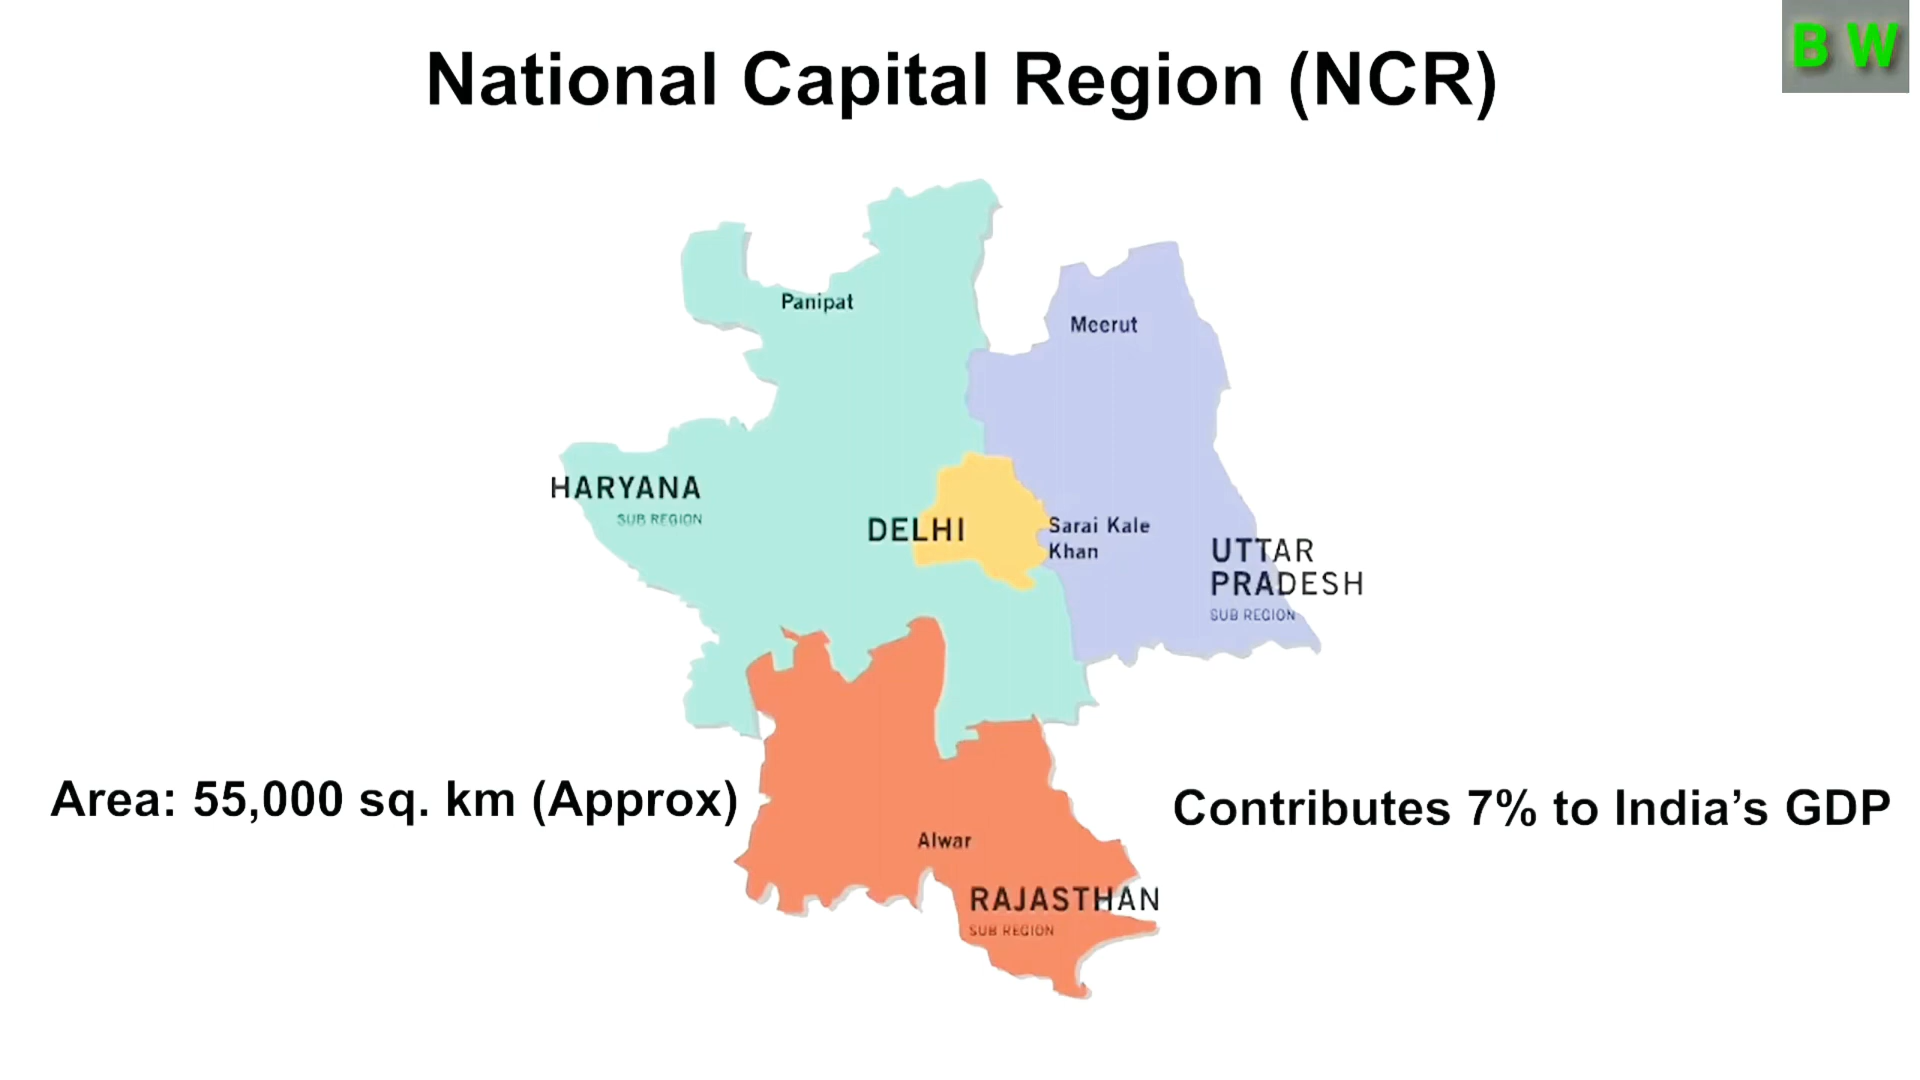 National Capital Region (NCR)
B W
Panipat
Meerut
HARYANA
SUB REGION
DELHI
Sarai Kale
Khan
UTTAR
PRADESH
SUB REGION
Area: 55,000 sq. km (Approx)
Contributes 7% to India’s GDP
Alwar
RAJASTHAN
SUB REGION